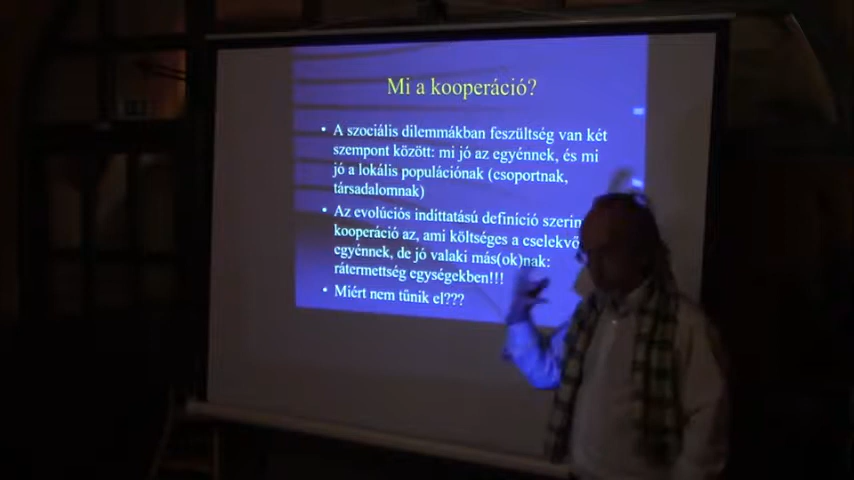 Mi a kooperáció?
• A szociális dilemmákban feszültség van két
szempont között: mi jó az egyénnek, és mi
jó a lokális populációnak (csoportnak,
társadalomnak)
• Az evolúciós indíttatású definíció
kooperáció az, ami költséges a
egyénnek, de jó valaki más(ok)nak:
rátermettség egységekben!!!
• Miért nem tűnik el???